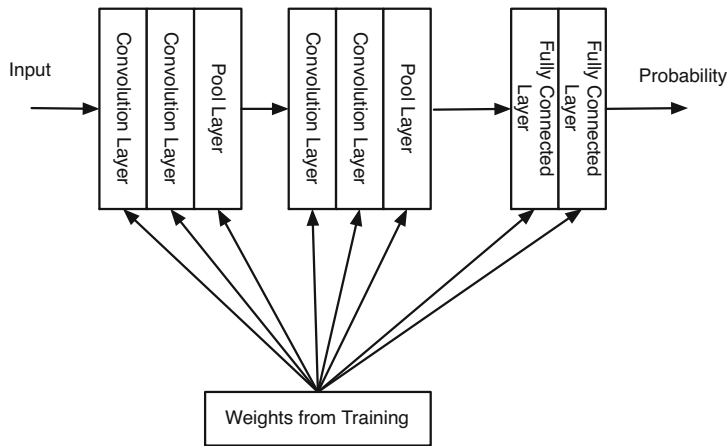 Input
Convolution Layer
Convolution Layer
Pool Layer
Convolution Layer
Convolution Layer
Pool Layer
Fully Connected
Layer
Fully Connected
Layer
Probability
Weights from Training